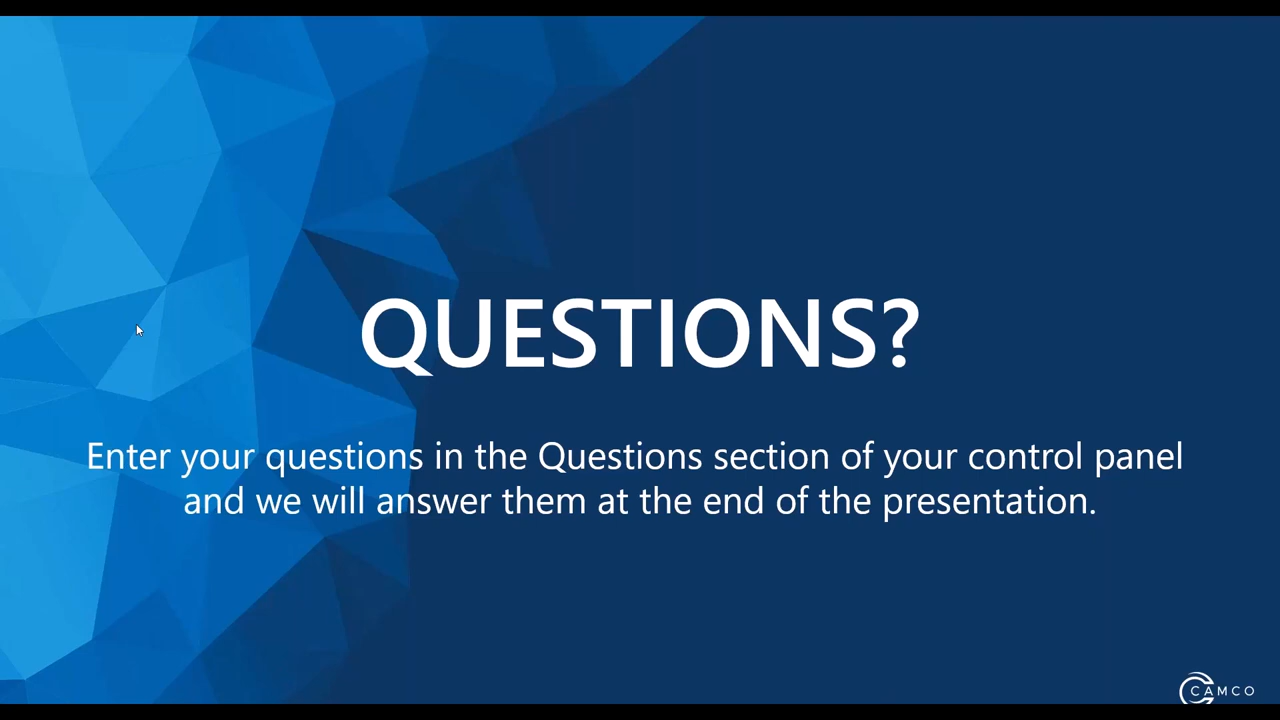 QUESTIONS?
Enter your questions in the Questions section of your control panel
and we will answer them at the end of the presentation.
CAMCO